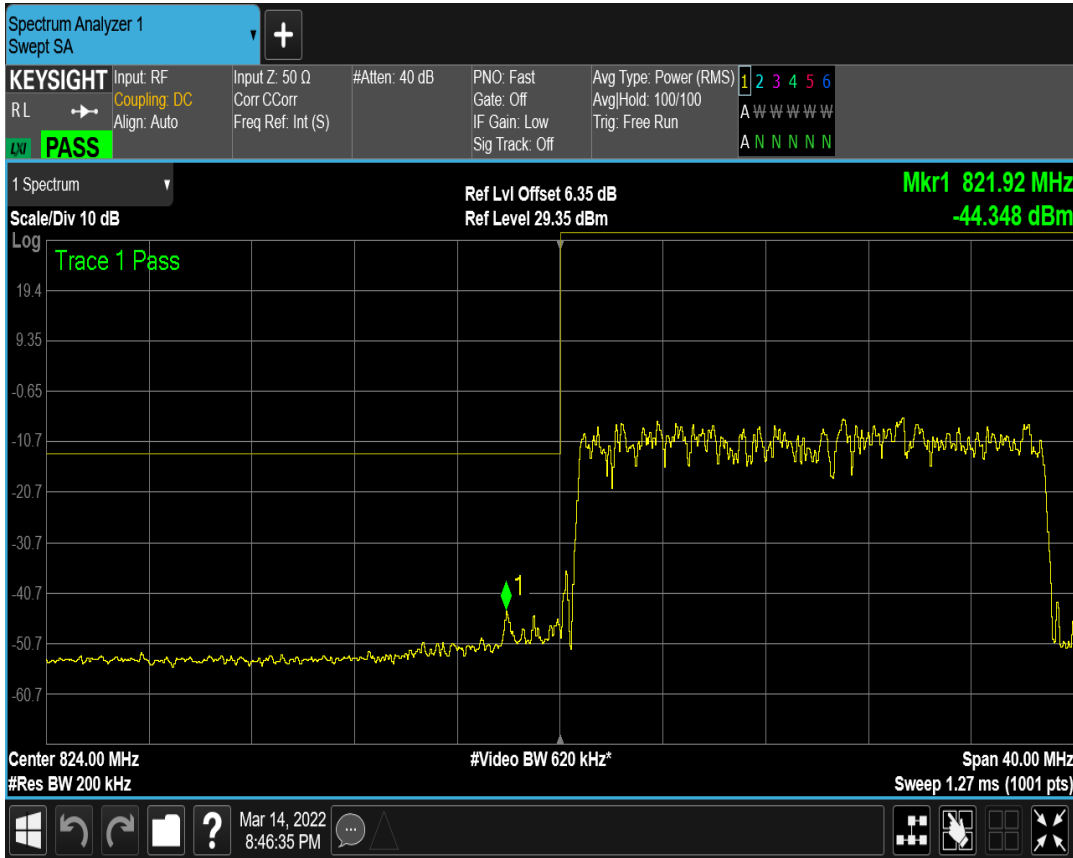 Spectrum Analyzer 1
Swept SA
+
KEYSIGHT
R L
LXI
PASS
Input: RF
Coupling: DC
Align: Auto
Input Z: 50 Ω
Corr CCorr
Freq Ref: Int (S)
#Atten: 40 dB
PNO: Fast
Gate: Off
IF Gain: Low
Sig Track: Off
Avg Type: Power (RMS)
Avg|Hold: 100/100
Trig: Free Run
1 2 3 4 5 6
A W W W W W
A N N N N N
1 Spectrum
Scale/Div 10 dB
Ref Lvl Offset 6.35 dB
Ref Level 29.35 dBm
Mkr1 821.92 MHz
-44.348 dBm
Log
Trace 1 Pass
19.4
9.35
-0.65
-10.7
-20.7
-30.7
-40.7
1
-50.7
-60.7
Center 824.00 MHz
#Video BW 620 kHz*
Span 40.00 MHz
#Res BW 200 kHz
Sweep 1.27 ms (1001 pts)
?
Mar 14, 2022
8:46:35 PM